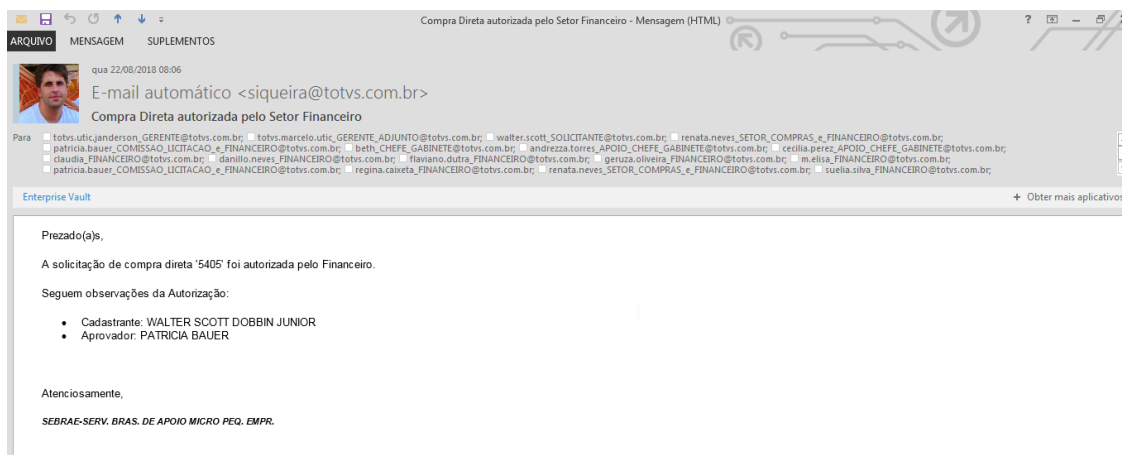 Compra Direta autorizada pelo Setor Financeiro - Mensagem (HTML)
ARQUIVO MENSAGEM SUPLEMENTOS
qua 22/08/2018 08:06
E-mail automático <siqueira@totvs.com.br>
Compra Direta autorizada pelo Setor Financeiro
Para totvs.utic.janderson_GERENTE@totvs.com.br; totvs.marcelo.utic_GERENTE_ADJUNTO@totvs.com.br; walter.scott_SOLICITANTE@totvs.com.br; renata.neves_SETOR_COMPRAS_e_FINANCEIRO@totvs.com.br;
patricia.bauer_COMISSAO_LICITACAO_e_FINANCEIRO@totvs.com.br; beth_CHEFE_GABINETE@totvs.com.br; andrezza.torres_APOIO_CHEFE_GABINETE@totvs.com.br; cecilia.perez_APOIO_CHEFE_GABINETE@totvs.com.br;
claudia_FINANCEIRO@totvs.com.br; danillo.neves_FINANCEIRO@totvs.com.br; flaviano.dutra_FINANCEIRO@totvs.com.br; geruza.oliveira_FINANCEIRO@totvs.com.br; m.elisa_FINANCEIRO@totvs.com.br;
patricia.bauer_COMISSAO_LICITACAO_e_FINANCEIRO@totvs.com.br; regina.caixeta_FINANCEIRO@totvs.com.br; renata.neves_SETOR_COMPRAS_e_FINANCEIRO@totvs.com.br; suelia.silva_FINANCEIRO@totvs.com.br;
Enterprise Vault + Obter mais aplicativos
Prezado(a)s,
A solicitação de compra direta '5405' foi autorizada pelo Financeiro.
Seguem observações da Autorização:
• Cadastrante: WALTER SCOTT DOBBIN JUNIOR
• Aprovador: PATRICIA BAUER
Atenciosamente,
SEBRAE-SERV. BRAS. DE APOIO MICRO PEQ. EMPR.